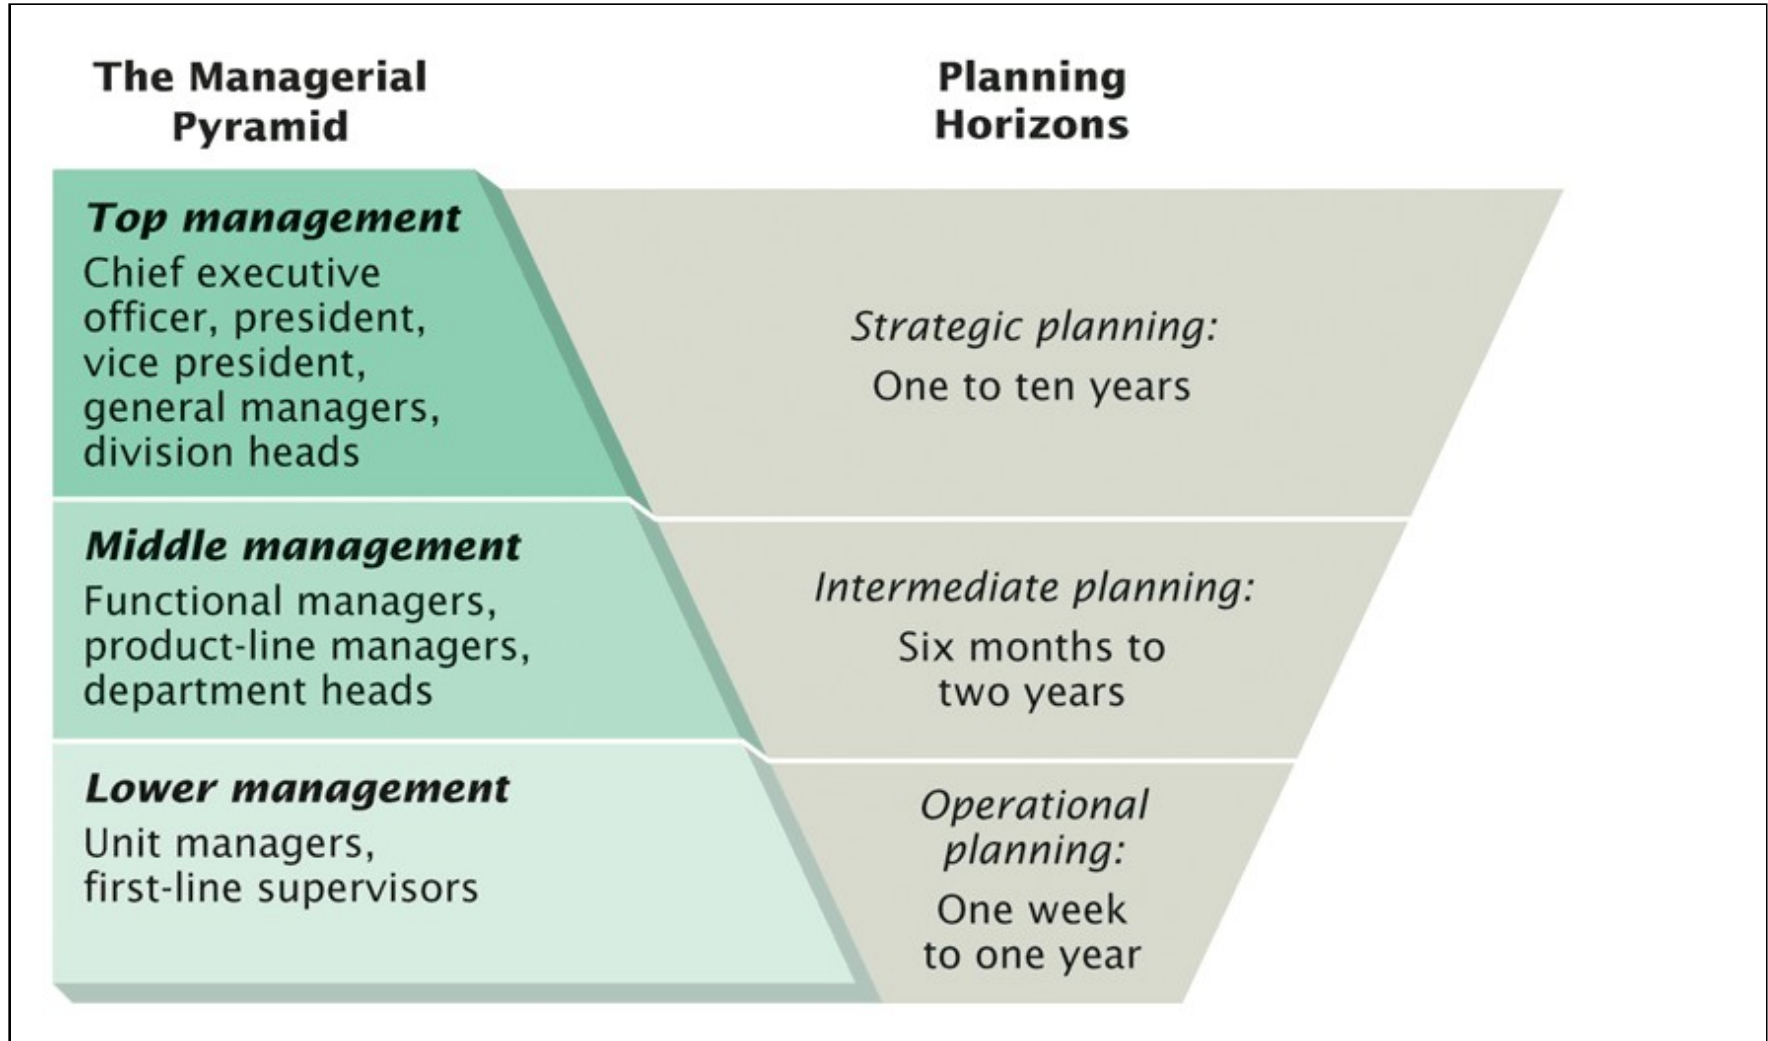 The Managerial
Pyramid
Planning
Horizons
Top management
Chief executive
officer, president,
vice president,
general managers,
division heads
Strategic planning:
One to ten years
Middle management
Functional managers,
product-line managers,
department heads
Intermediate planning:
Six months to
two years
Lower management
Unit managers,
first-line supervisors
Operational
planning:
One week
to one year